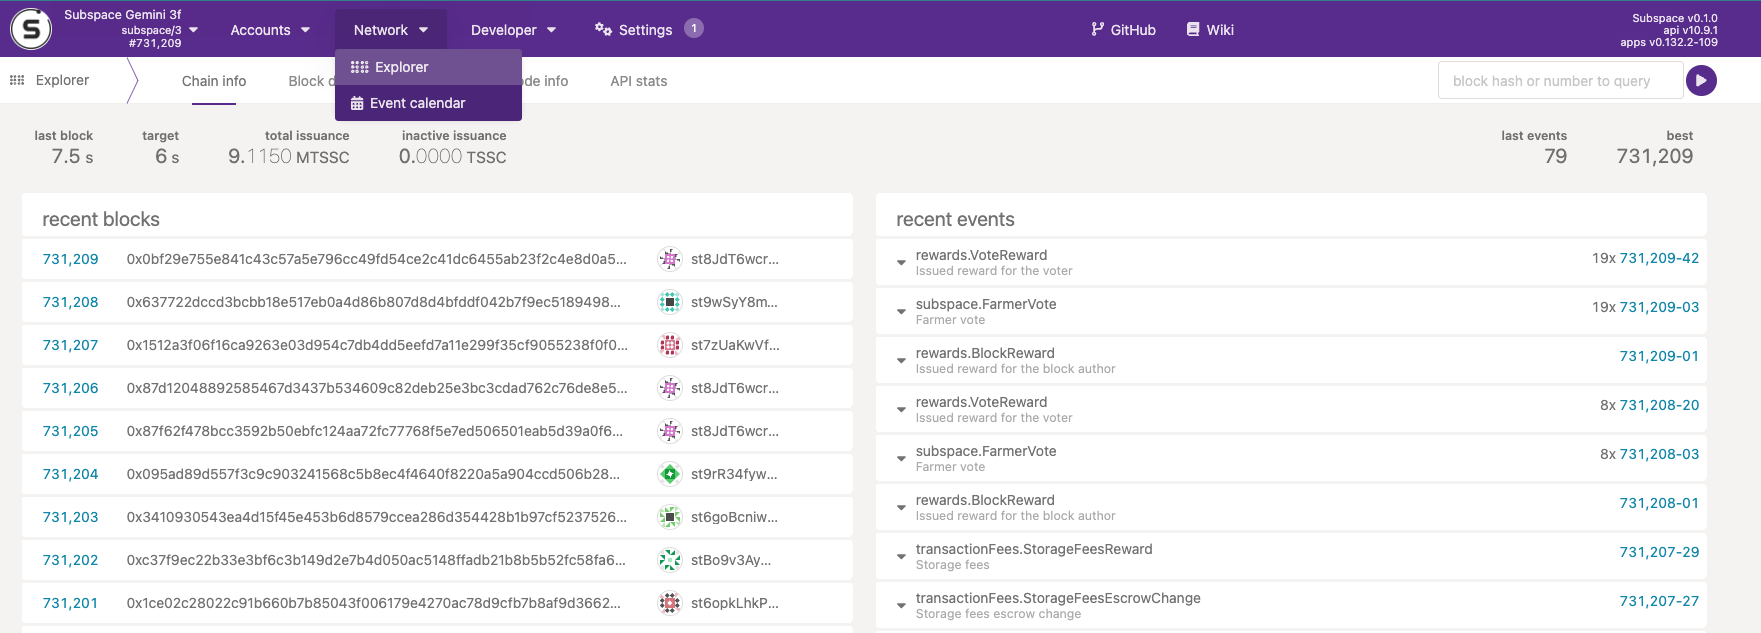 Subspace Gemini 3f
subspace/3
#731,209
Accounts
Network
Developer
Settings 1
GitHub
Wiki
Subspace v0.1.0
api v10.9.1
apps v0.132.2-109
Explorer
Event calendar
Explorer
Chain info
Block d
ode info
API stats
block hash or number to query
last block
7.5 s
target
6 s
total issuance
9.1150 MTSSC
inactive issuance
0.0000 TSSC
last events
79
best
731,209
recent blocks
731,209 0x0bf29e755e841c43c57a5e796cc49fd54ce2c41dc6455ab23f2c4e8d0a5... st8JdT6wcr...
731,208 0x637722dccd3bcbb18e517eb0a4d86b807d8d4bfddf042b7f9ec5189498... st9wSyY8m...
731,207 0x1512a3f06f16ca9263e03d954c7db4dd5eefd7a11e299f35cf9055238f0f0... st7zUaKwVf...
731,206 0x87d12048892585467d3437b534609c82deb25e3bc3cdad762c76de8e5... st8JdT6wcr...
731,205 0x87f62f478bcc3592b50ebfc124aa72fc77768f5e7ed506501eab5d39a0f6... st8JdT6wcr...
731,204 0x095ad89d557f3c9c903241568c5b8ec4f4640f8220a5a904ccd506b28... st9rR34fyw...
731,203 0x3410930543ea4d15f45e453b6d8579ccea286d354428b1b97cf5237526... st6goBcniw...
731,202 0xc37f9ec22b33e3bf6c3b149d2e7b4d050ac5148ffadb21b8b5b52fc58fa6... stBo9v3Ay...
731,201 0x1ce02c28022c91b660b7b85043f006179e4270ac78d9cfb7b8af9d3662... st6opkLhkP...
recent events
rewards.VoteReward 19x 731,209-42
Issued reward for the voter
subspace.FarmerVote 19x 731,209-03
Farmer vote
rewards.BlockReward 731,209-01
Issued reward for the block author
rewards.VoteReward 8x 731,208-20
Issued reward for the voter
subspace.FarmerVote 8x 731,208-03
Farmer vote
rewards.BlockReward 731,208-01
Issued reward for the block author
transactionFees.StorageFeesReward 731,207-29
Storage fees
transactionFees.StorageFeesEscrowChange 731,207-27
Storage fees escrow change